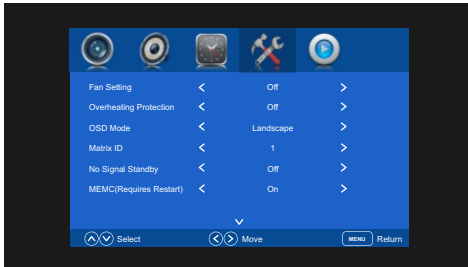 Fan Setting Off
Overheating Protection Off
OSD Mode Landscape
Matrix ID 1
No Signal Standby Off
MEMC(Requires Restart) On
Select Move MENU Return